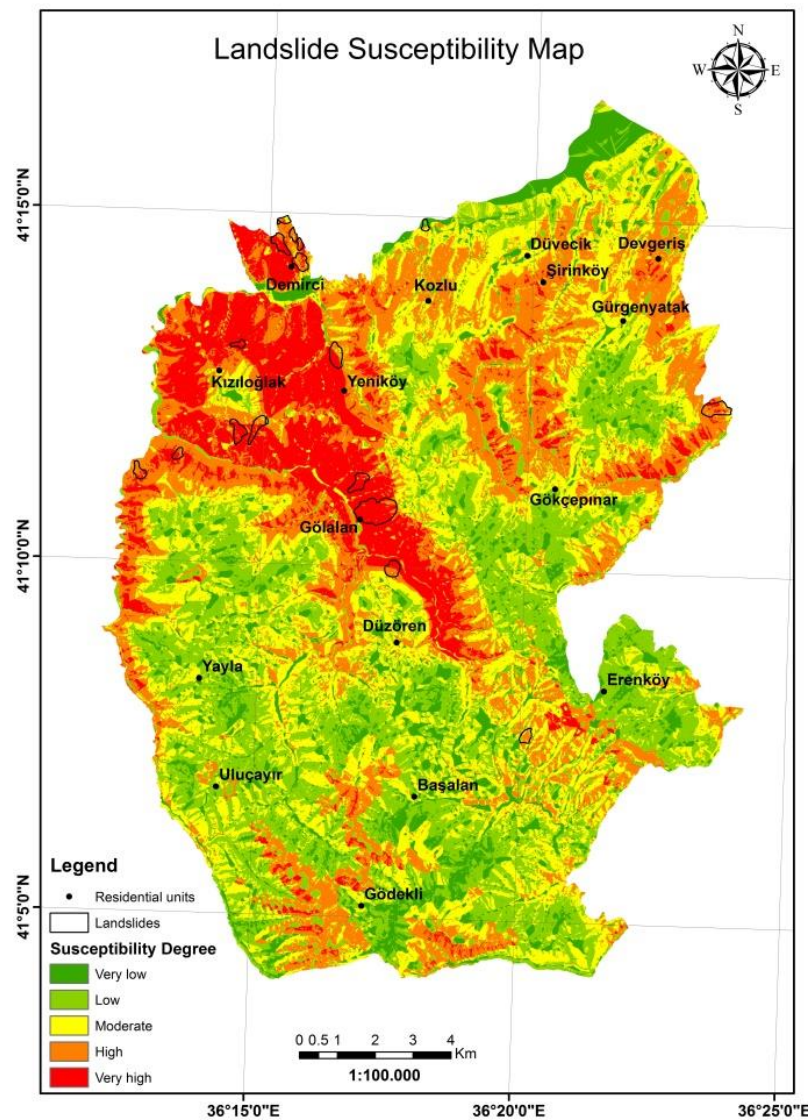 Landslide Susceptibility Map
N
W E
S
41°15'0"N
Düvecik
Devgeriş
Demirci
Kozlu
Şirinköy
Gürgenyatak
Kızıloğlak
Yeniköy
Gökçepınar
Gölalan
41°10'0"N
Düzören
Yayla
Erenköy
Uluçayır
Başalan
Legend
Residential units
Gödekli
41°5'0"N
Landslides
Susceptibility Degree
Very low
Low
Moderate
High
Very high
0 0.5 1 2 3 4
Km
1:100.000
36°15'0"E 36°20'0"E 36°25'0"E